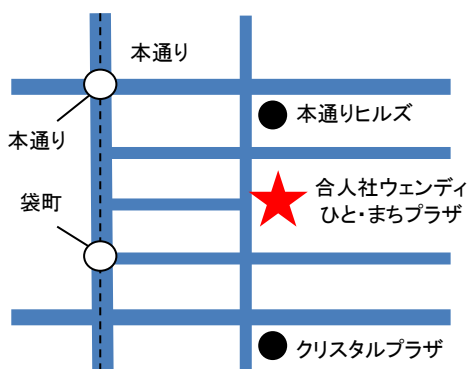 本通り
本通りヒルズ
本通り
合人社ウェンディ
ひと・まちプラザ
袋町
クリスタルプラザ